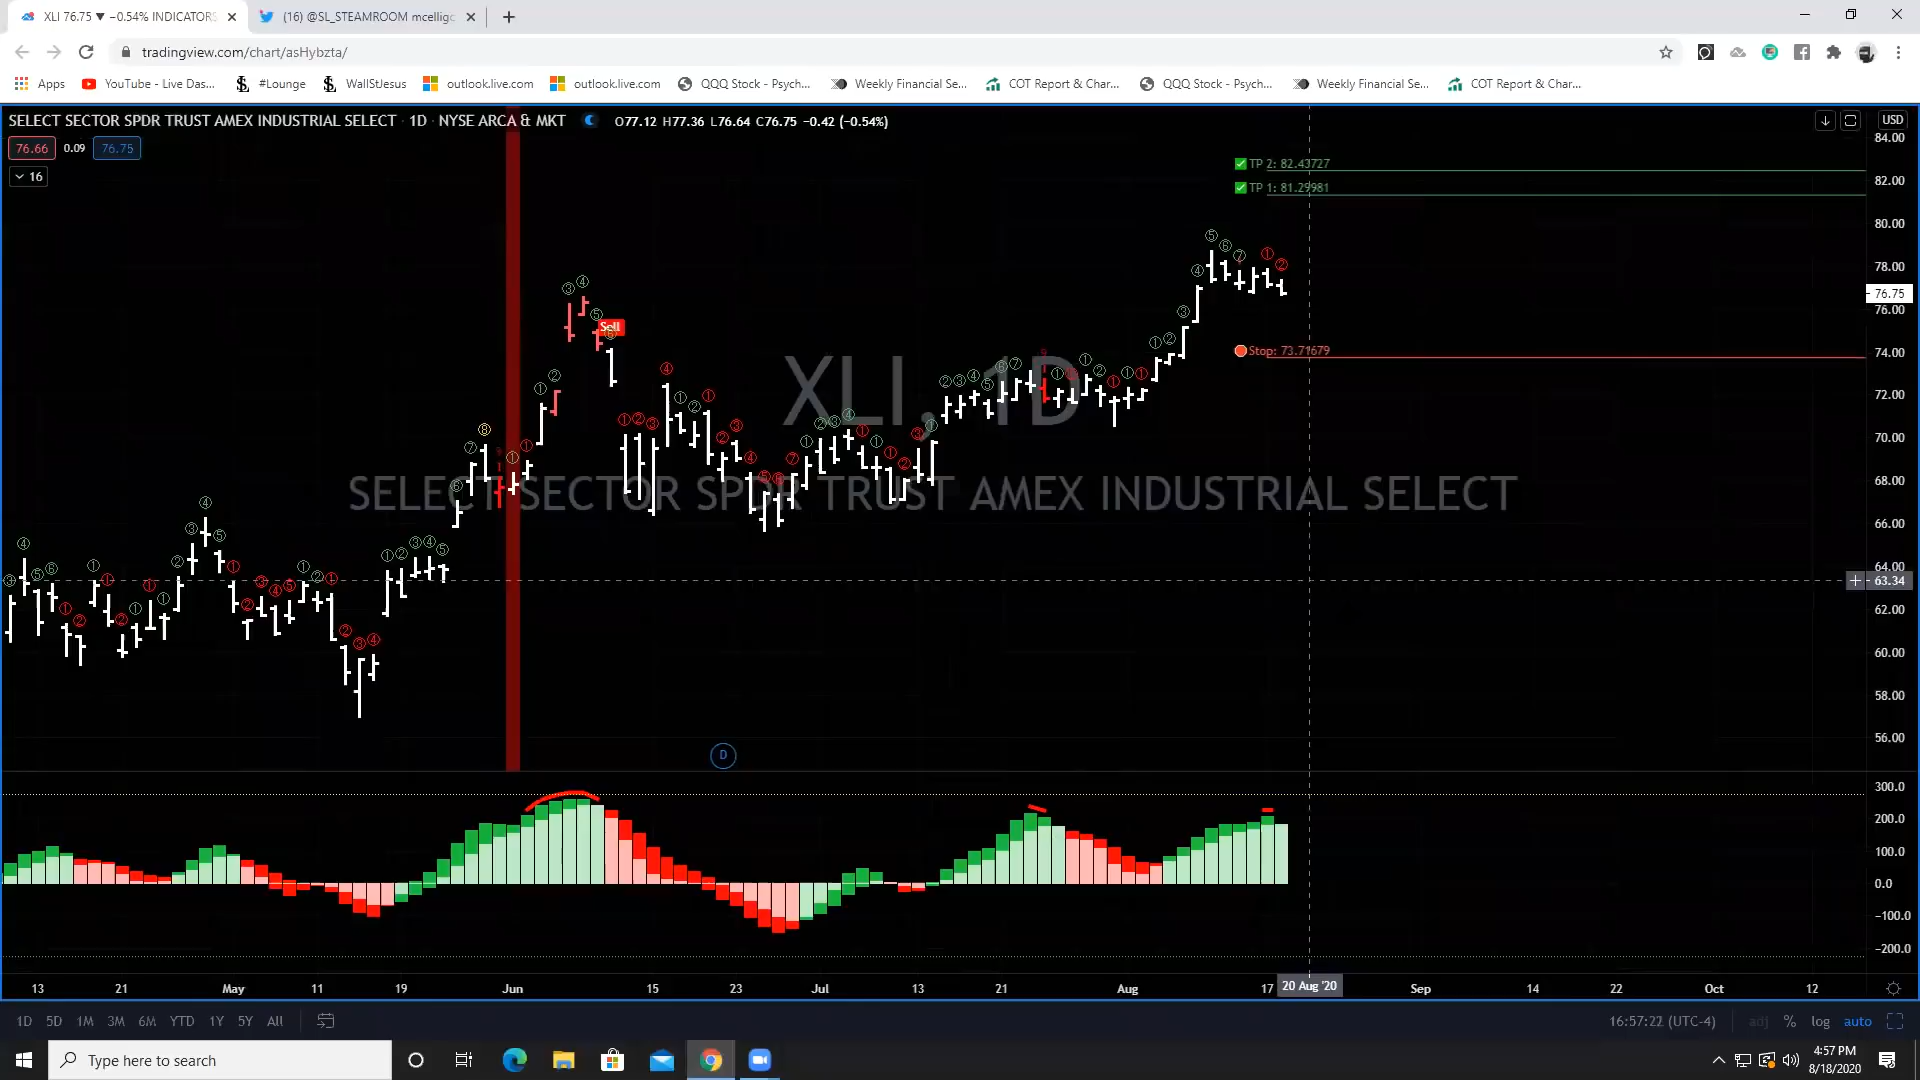 XLI 76.75 ▼ −0.54% INDICATORS
(16) @SL_STEAMROOM mcelligo
tradingview.com/chart/asHybzta/
Apps YouTube - Live Das... #Lounge WallStJesus outlook.live.com outlook.live.com QQQ Stock - Psych... Weekly Financial Se... COT Report & Char... QQQ Stock - Psych... Weekly Financial Se... COT Report & Char...
SELECT SECTOR SPDR TRUST AMEX INDUSTRIAL SELECT · 1D · NYSE ARCA & MKT O77.12 H77.36 L76.64 C76.75 −0.42 (−0.54%)
USD
76.66 0.09 76.75
16
TP 2: 82.43727
TP 1: 81.29981
Sell
Stop: 73.71679
XLI, 1D
SELECT SECTOR SPDR TRUST AMEX INDUSTRIAL SELECT
D
84.00
82.00
80.00
78.00
76.75
76.00
74.00
72.00
70.00
68.00
66.00
64.00
63.34
62.00
60.00
58.00
56.00
300.0
200.0
100.0
0.0
−100.0
−200.0
13 21 May 11 19 Jun 15 23 Jul 13 21 Aug 17 20 Aug '20 Sep 14 22 Oct 12
1D 5D 1M 3M 6M YTD 1Y 5Y All
(UTC-4) adj % log auto
Type here to search
4:57 PM
8/18/2020